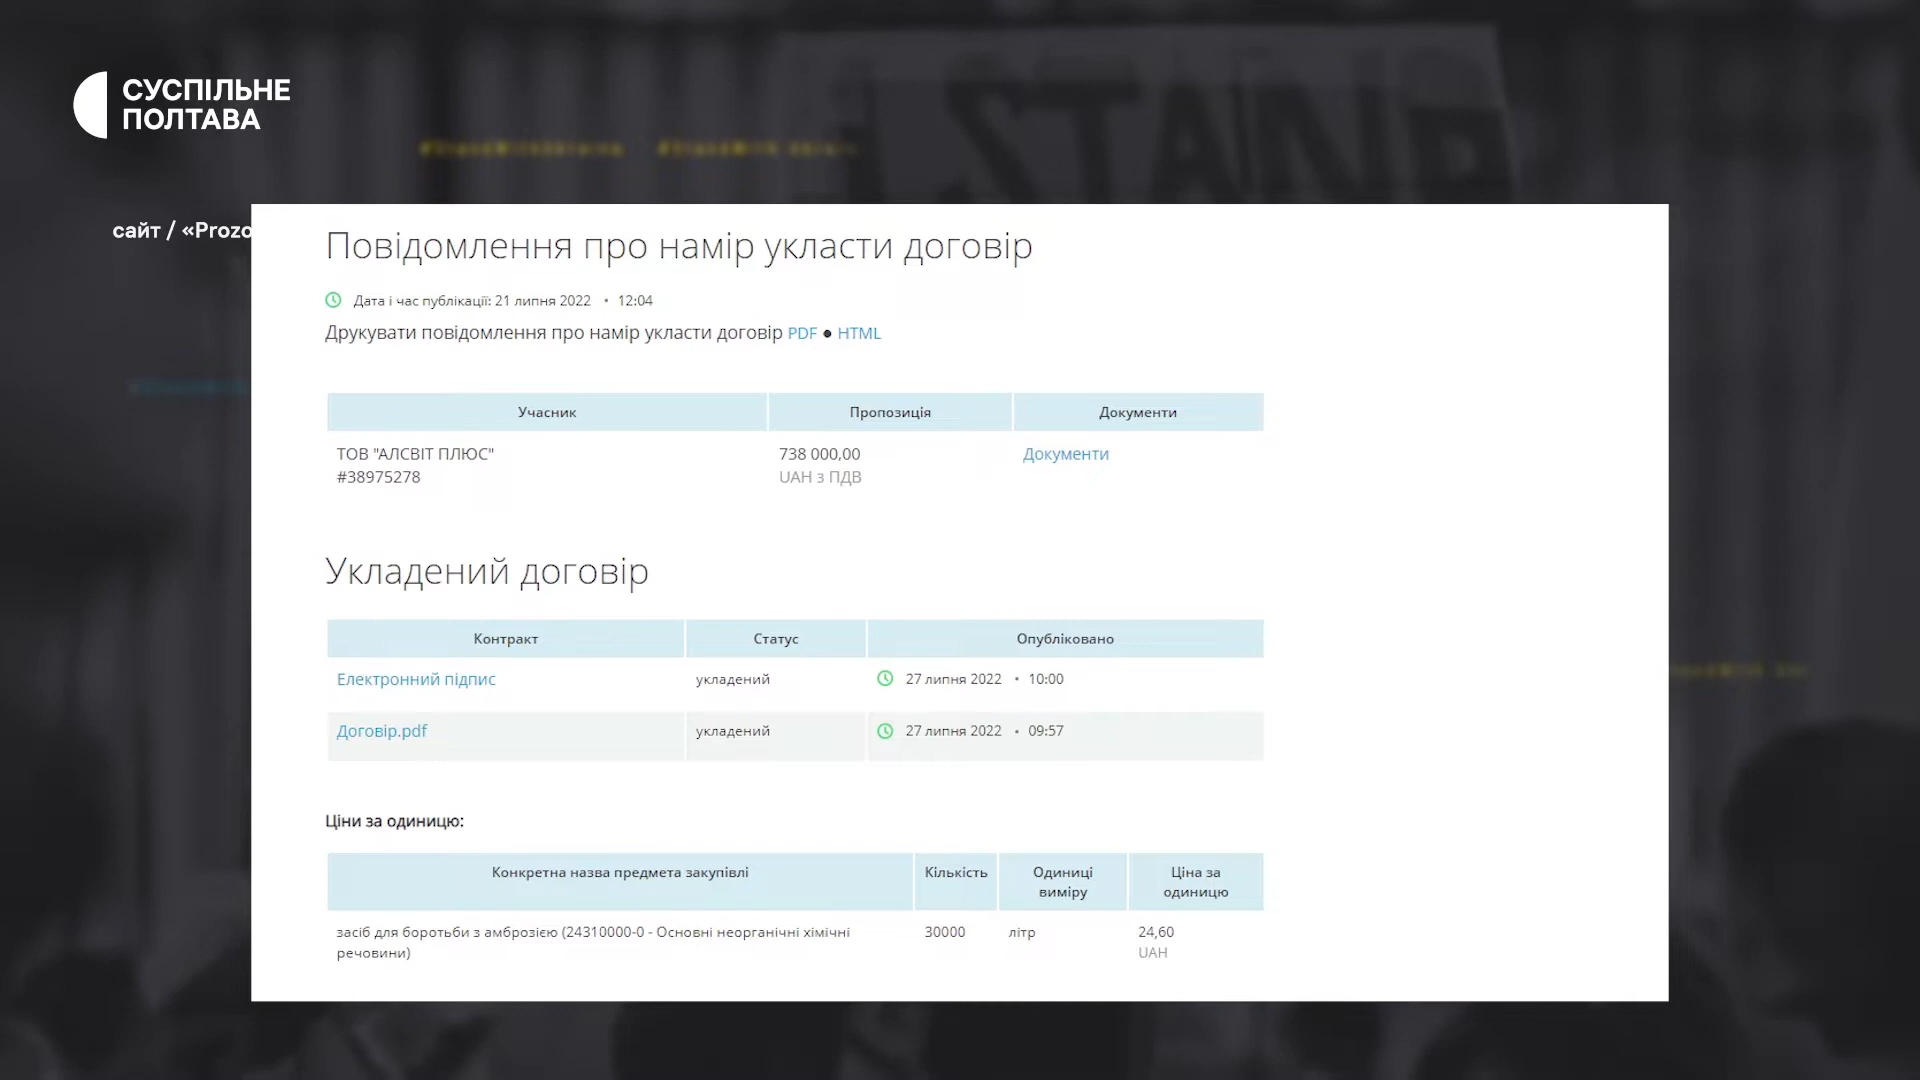 СУСПІЛЬНЕ
ПОЛТАВА
STAND
сайт / «Prozo
Повідомлення про намір укласти договір
Дата і час публікації: 21 липня 2022 • 12:04
Друкувати повідомлення про намір укласти договір PDF ● HTML
Учасник Пропозиція Документи
ТОВ "АЛСВІТ ПЛЮС" 738 000,00 Документи
#38975278 UAH з ПДВ
Укладений договір
Контракт Статус Опубліковано
Електронний підпис укладений 27 липня 2022 • 10:00
Договір.pdf укладений 27 липня 2022 • 09:57
Ціни за одиницю:
Конкретна назва предмета закупівлі Кількість Одиниці Ціна за
виміру одиницю
засіб для боротьби з амброзією (24310000-0 - Основні неорганічні хімічні 30000 літр 24,60
речовини) UAH